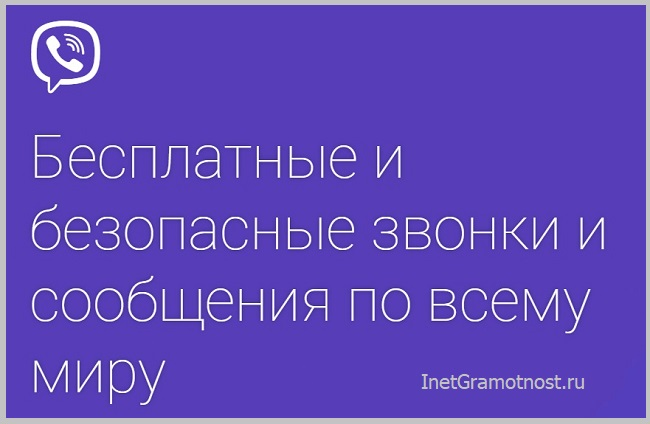 Бесплатные и
безопасные звонки и
сообщения по всему
миру
InetGramotnost.ru